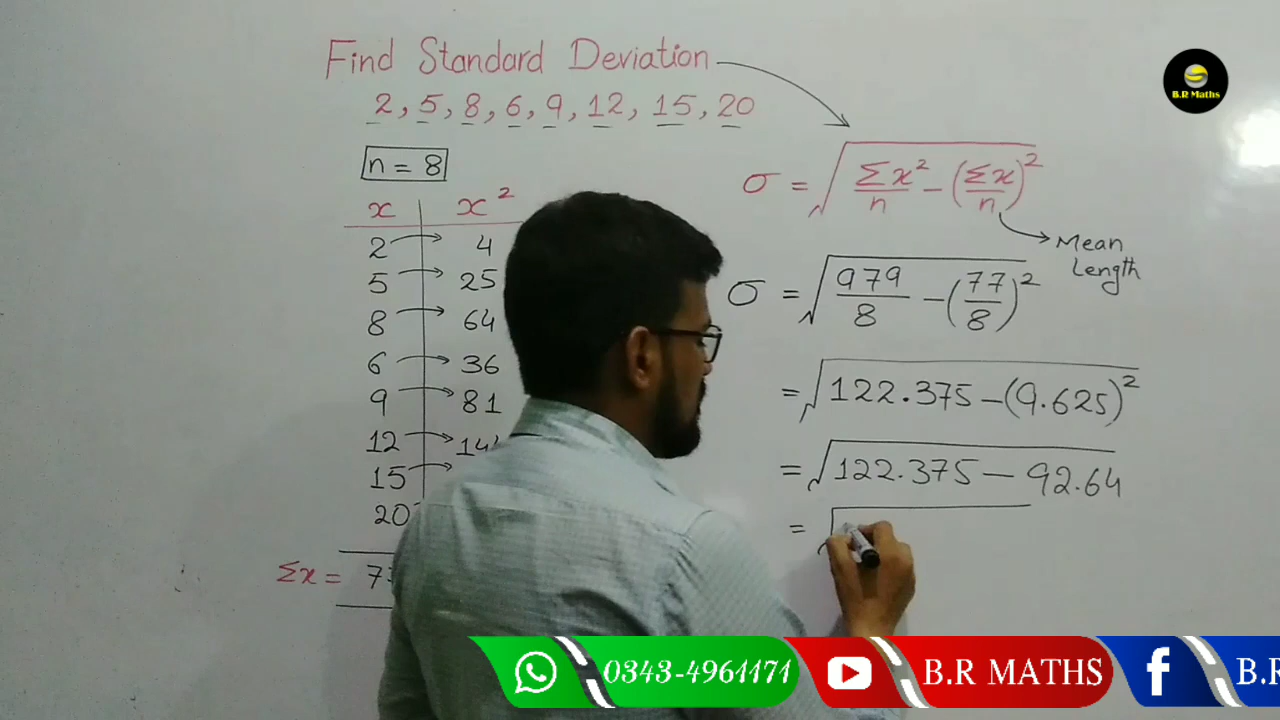 Find Standard Deviation
2, 5, 8, 6, 9, 12, 15, 20
n = 8
x x²
2 → 4
5 → 25
8 → 64
6 → 36
9 → 81
12 →
15 →
20
Σx =
σ = √(Σx²/n − (Σx/n)²)
Mean
Length
σ = √(979/8 − (77/8)²)
= √(122.375 − (9.625)²)
= √(122.375 − 92.64)
= √
B.R Maths
0343-4961171
B.R MATHS
f
B.R